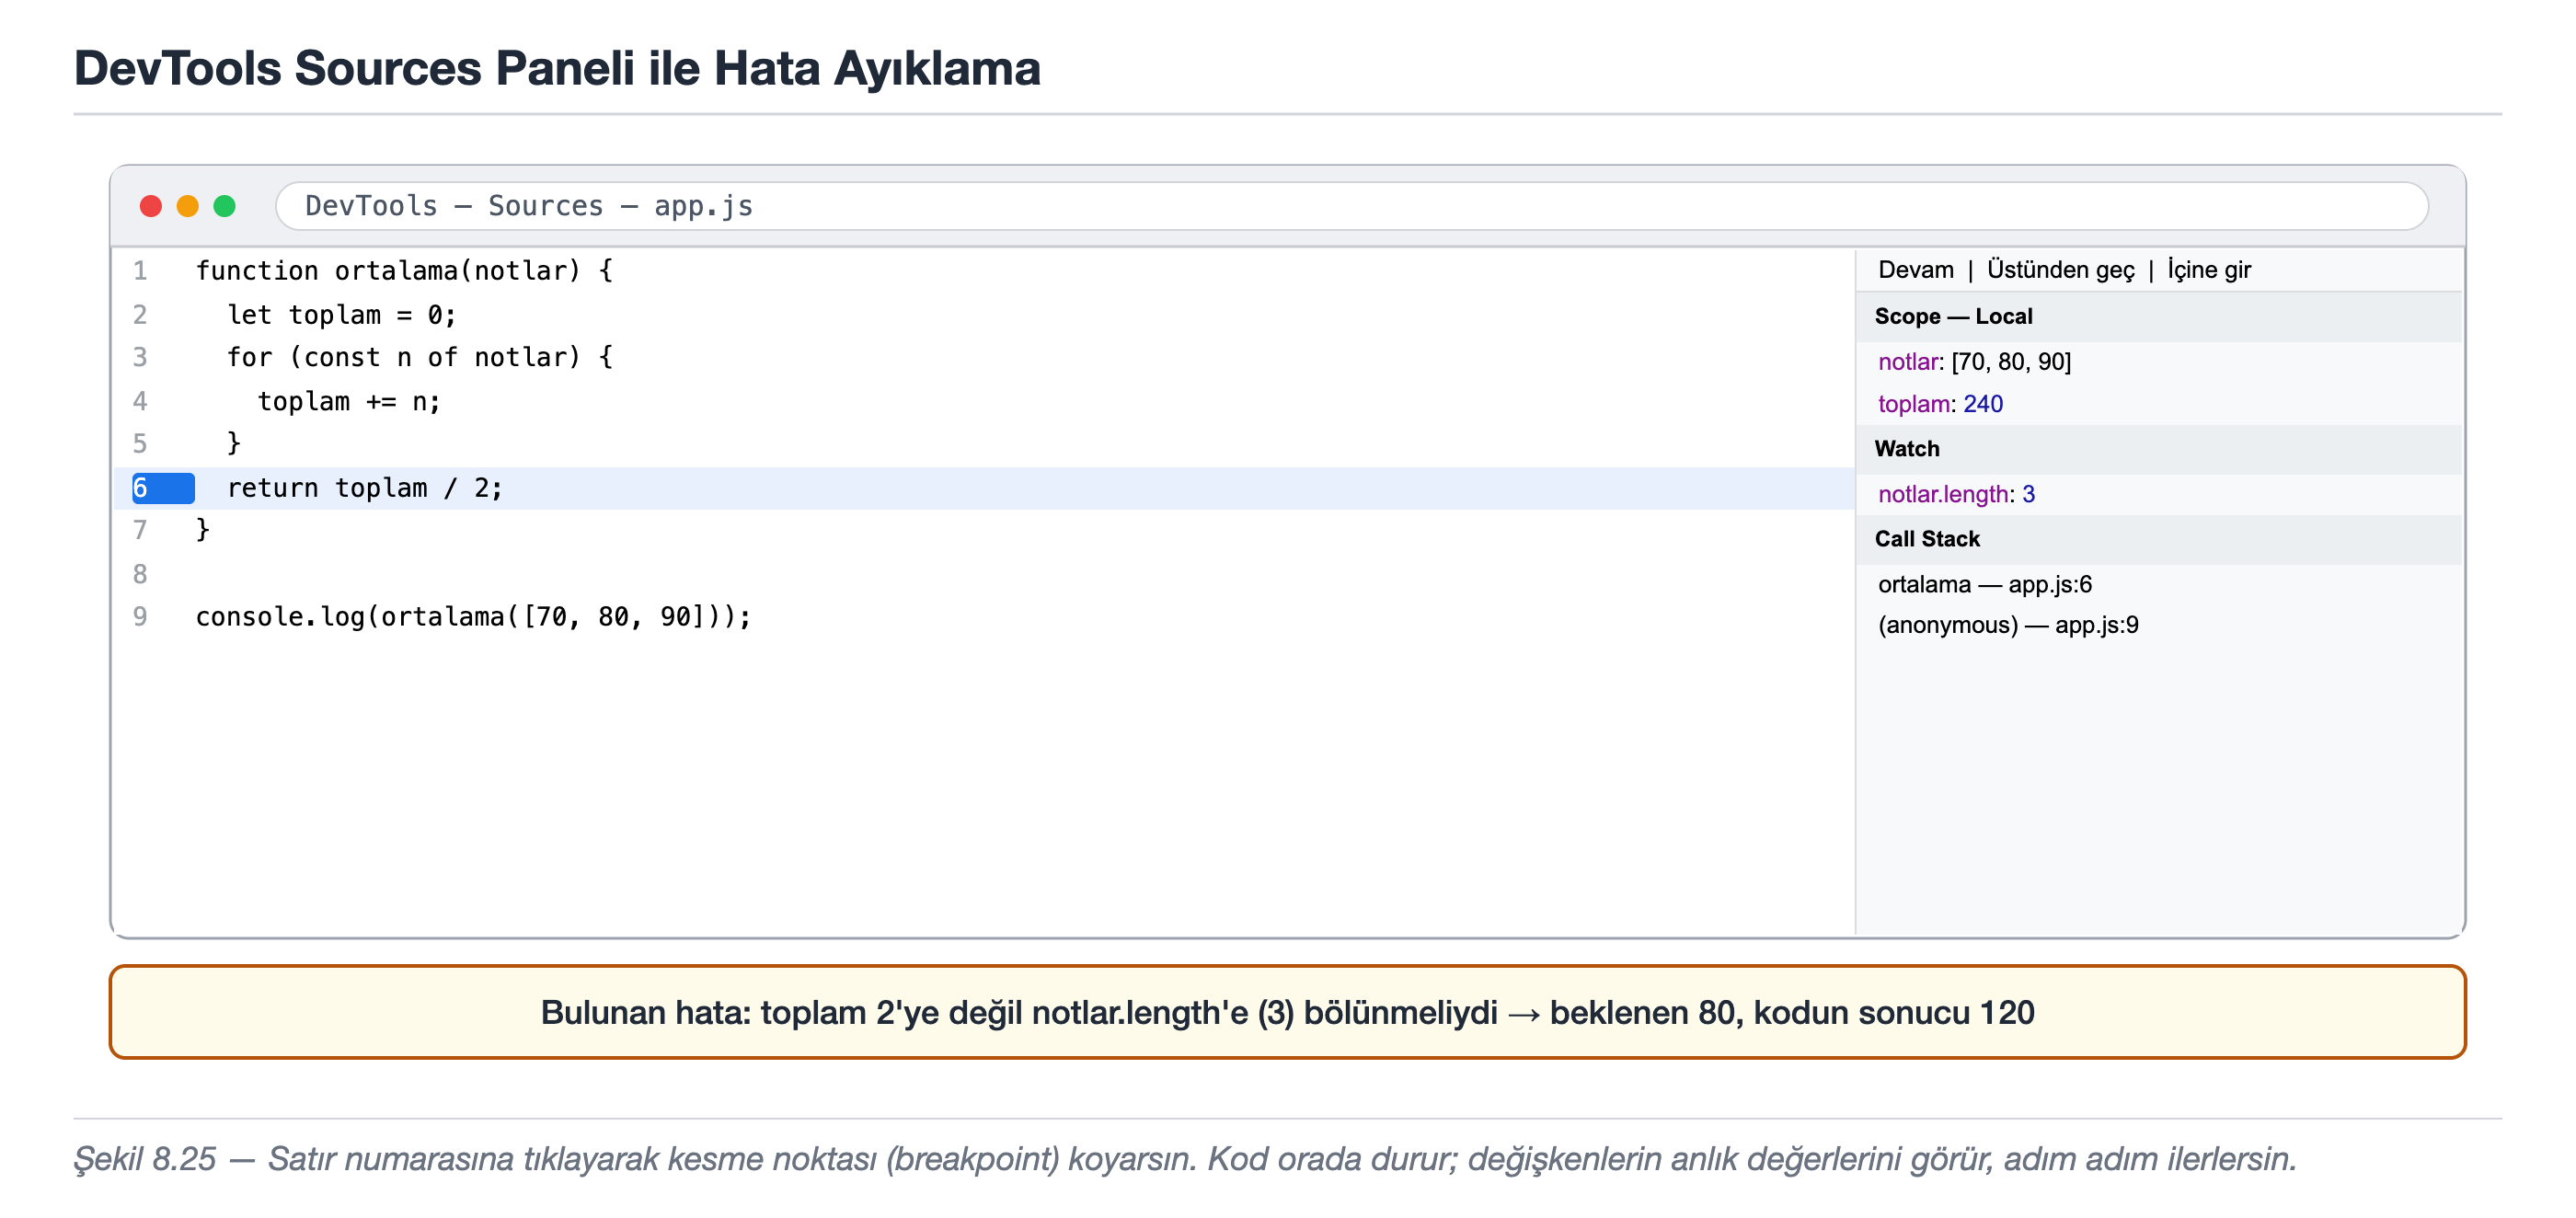 DevTools Sources Paneli ile Hata Ayıklama
DevTools — Sources — app.js
1 function ortalama(notlar) {
2   let toplam = 0;
3   for (const n of notlar) {
4     toplam += n;
5   }
6   return toplam / 2;
7 }
8
9 console.log(ortalama([70, 80, 90]));
Devam | Üstünden geç | İçine gir
Scope — Local
notlar: [70, 80, 90]
toplam: 240
Watch
notlar.length: 3
Call Stack
ortalama — app.js:6
(anonymous) — app.js:9
Bulunan hata: toplam 2'ye değil notlar.length'e (3) bölünmeliydi → beklenen 80, kodun sonucu 120
Şekil 8.25 — Satır numarasına tıklayarak kesme noktası (breakpoint) koyarsın. Kod orada durur; değişkenlerin anlık değerlerini görür, adım adım ilerlersin.